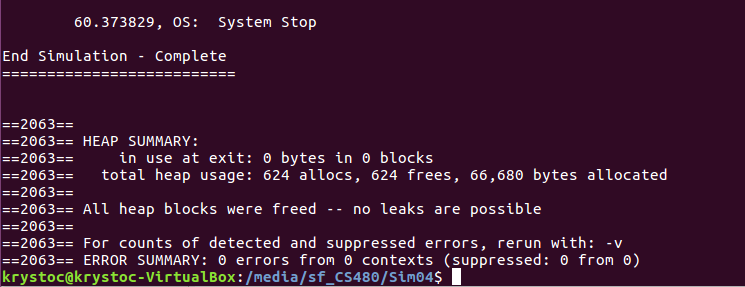 60.373829, OS:  System Stop
End Simulation - Complete
==========================
==2063==
==2063== HEAP SUMMARY:
==2063==     in use at exit: 0 bytes in 0 blocks
==2063==   total heap usage: 624 allocs, 624 frees, 66,680 bytes allocated
==2063==
==2063== All heap blocks were freed -- no leaks are possible
==2063==
==2063== For counts of detected and suppressed errors, rerun with: -v
==2063== ERROR SUMMARY: 0 errors from 0 contexts (suppressed: 0 from 0)
krystoc@krystoc-VirtualBox:/media/sf_CS480/Sim04$